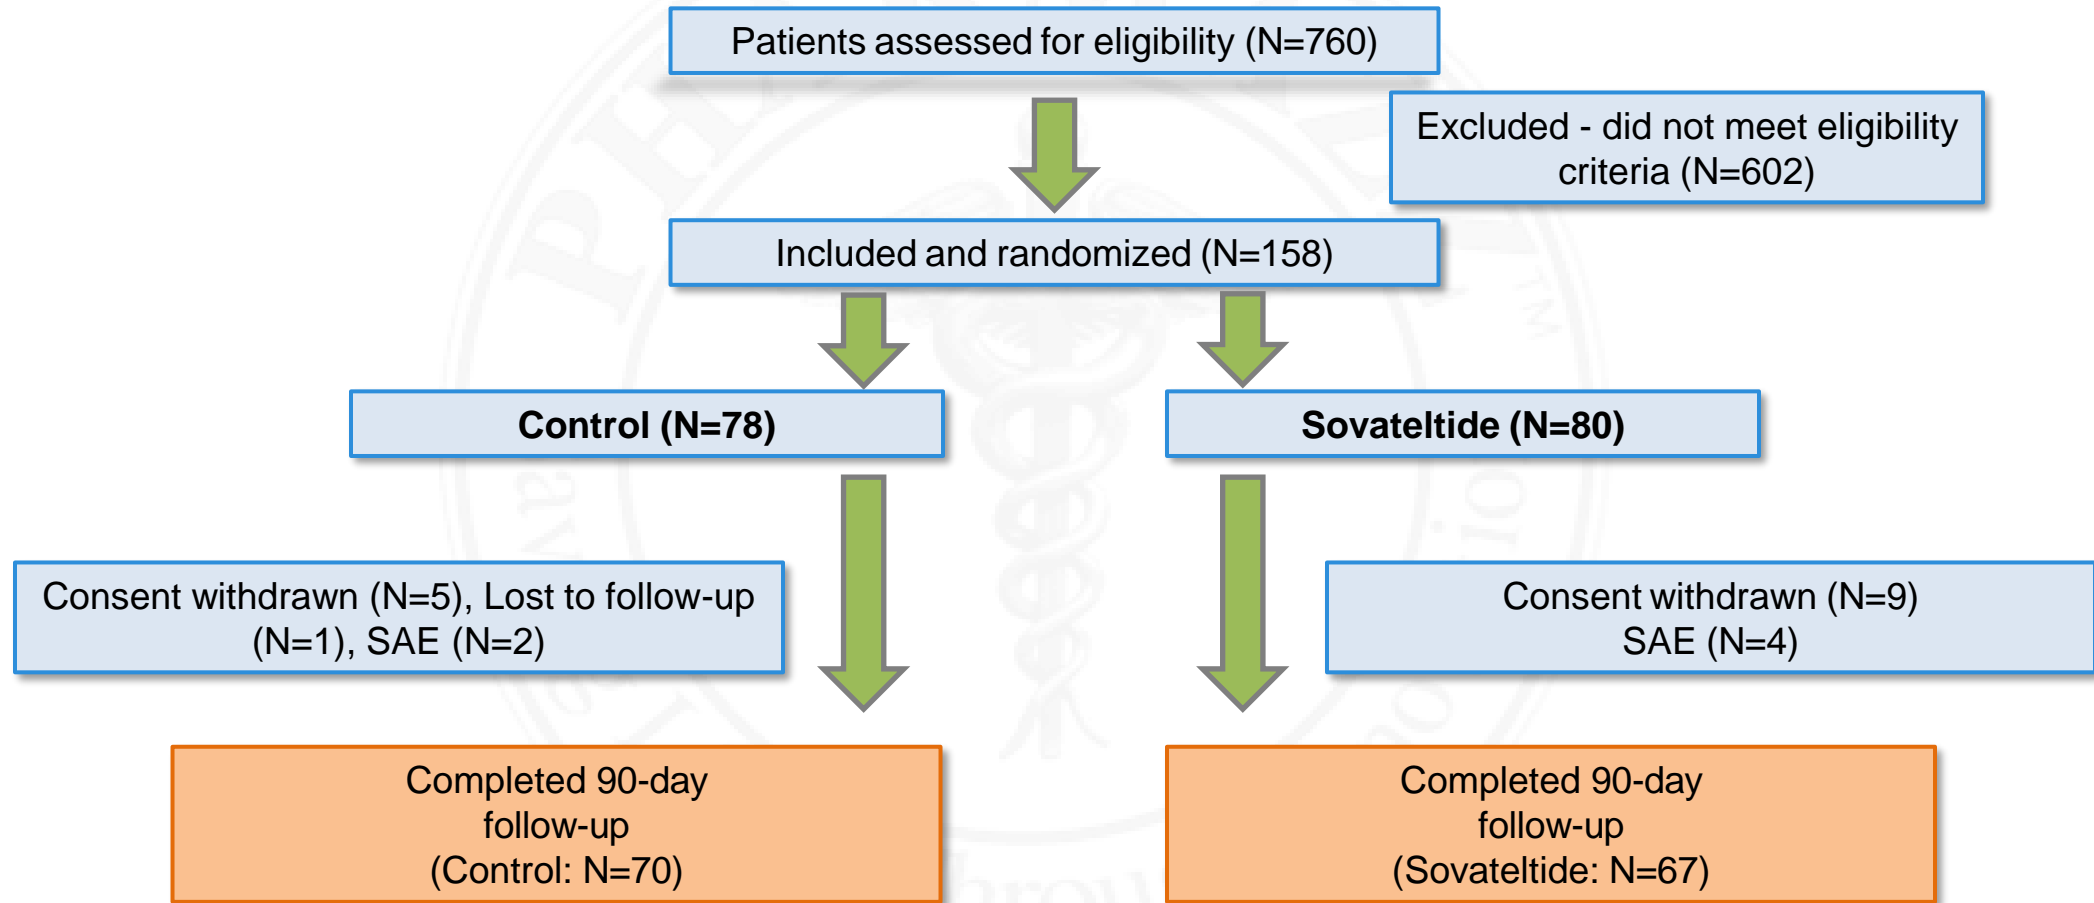 Patients assessed for eligibility (N=760)
Excluded - did not meet eligibility
criteria (N=602)
Included and randomized (N=158)
Control (N=78)
Sovateltide (N=80)
Consent withdrawn (N=5), Lost to follow-up
(N=1), SAE (N=2)
Consent withdrawn (N=9)
SAE (N=4)
Completed 90-day
follow-up
(Control: N=70)
Completed 90-day
follow-up
(Sovateltide: N=67)